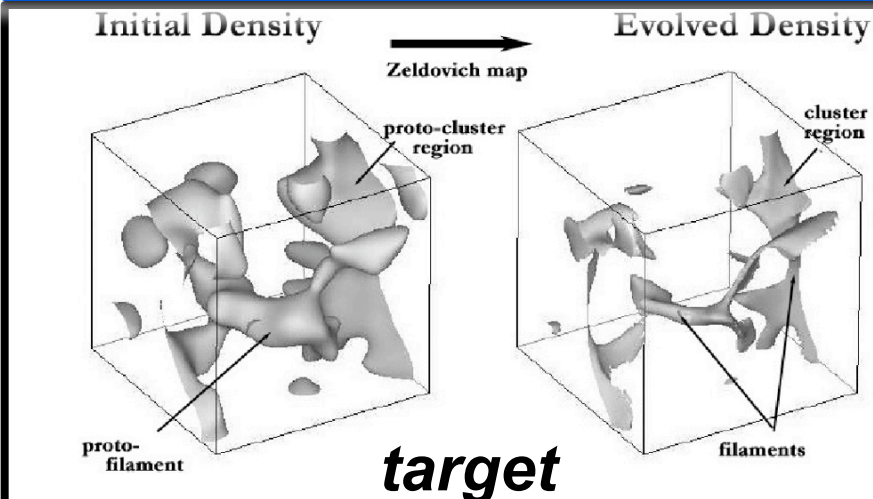 Initial Density
Evolved Density
Zeldovich map
proto-cluster
region
cluster
region
proto-
filament
filaments
target